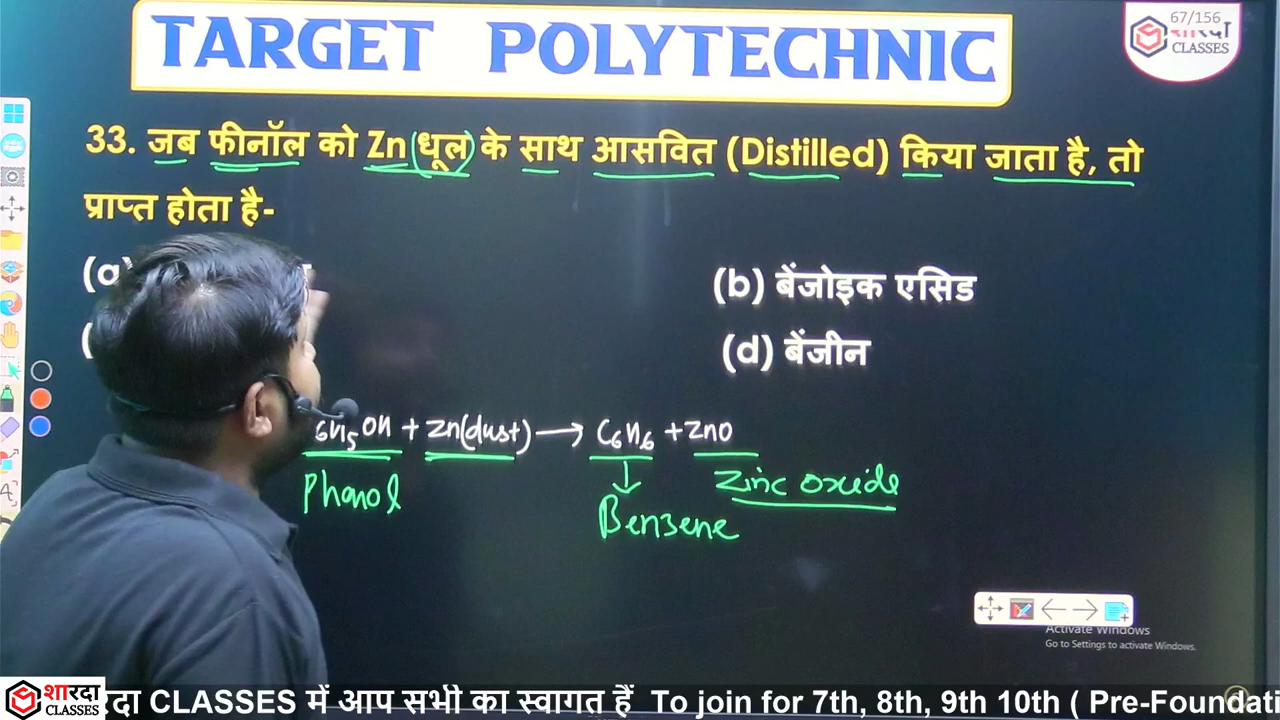 TARGET POLYTECHNIC
67/156
शारदा
CLASSES
33. जब फीनॉल को Zn (धूल) के साथ आसवित (Distilled) किया जाता है, तो
प्राप्त होता है-
(b) बेंजोइक एसिड
(d) बेंजीन
6H5OH + Zn(dust) → C6H6 + ZnO
Phenol
Zinc oxide
Benzene
Activate Windows
Go to Settings to activate Windows.
शारदा
CLASSES
रदा CLASSES में आप सभी का स्वागत हैं To join for 7th, 8th, 9th 10th ( Pre-Foundati